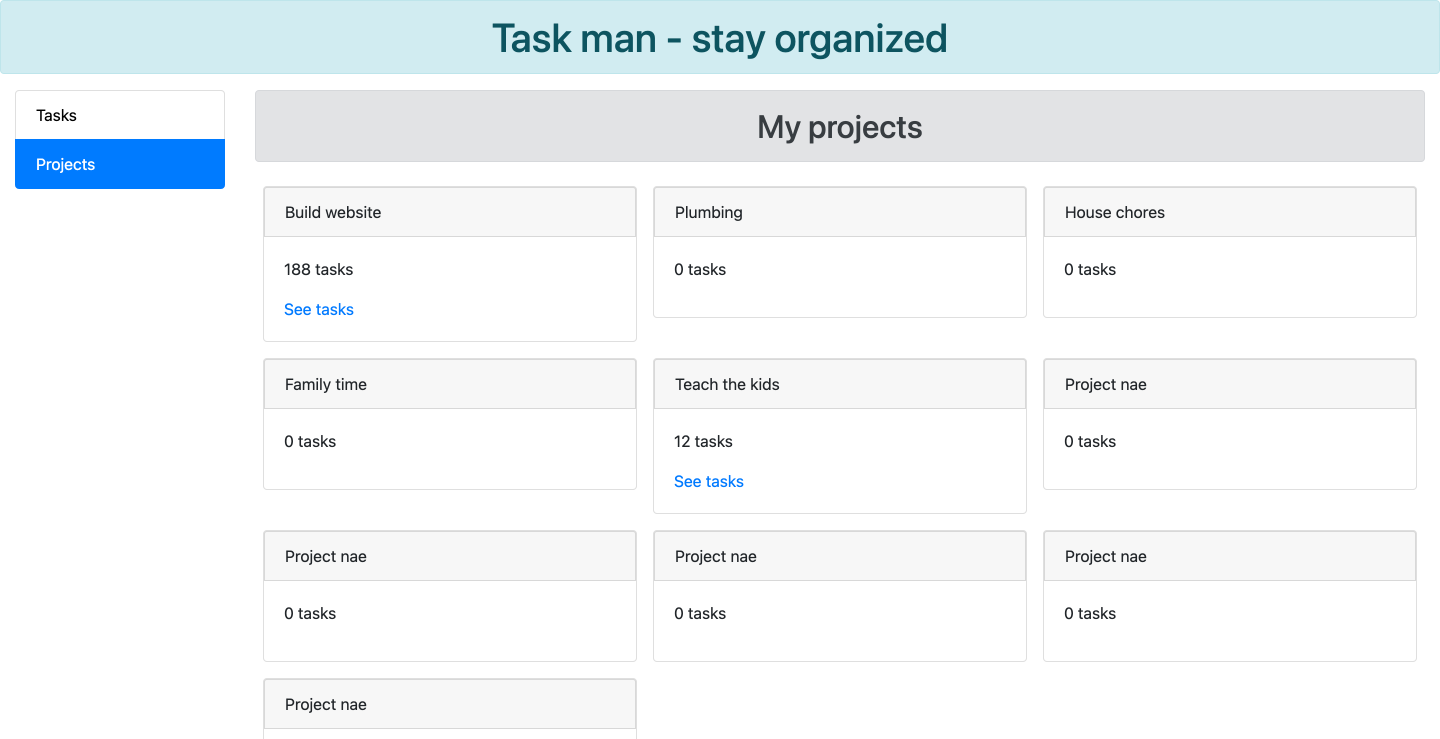 Task man - stay organized
Tasks
Projects
My projects
Build website
188 tasks
See tasks
Plumbing
0 tasks
House chores
0 tasks
Family time
0 tasks
Teach the kids
12 tasks
See tasks
Project nae
0 tasks
Project nae
0 tasks
Project nae
0 tasks
Project nae
0 tasks
Project nae